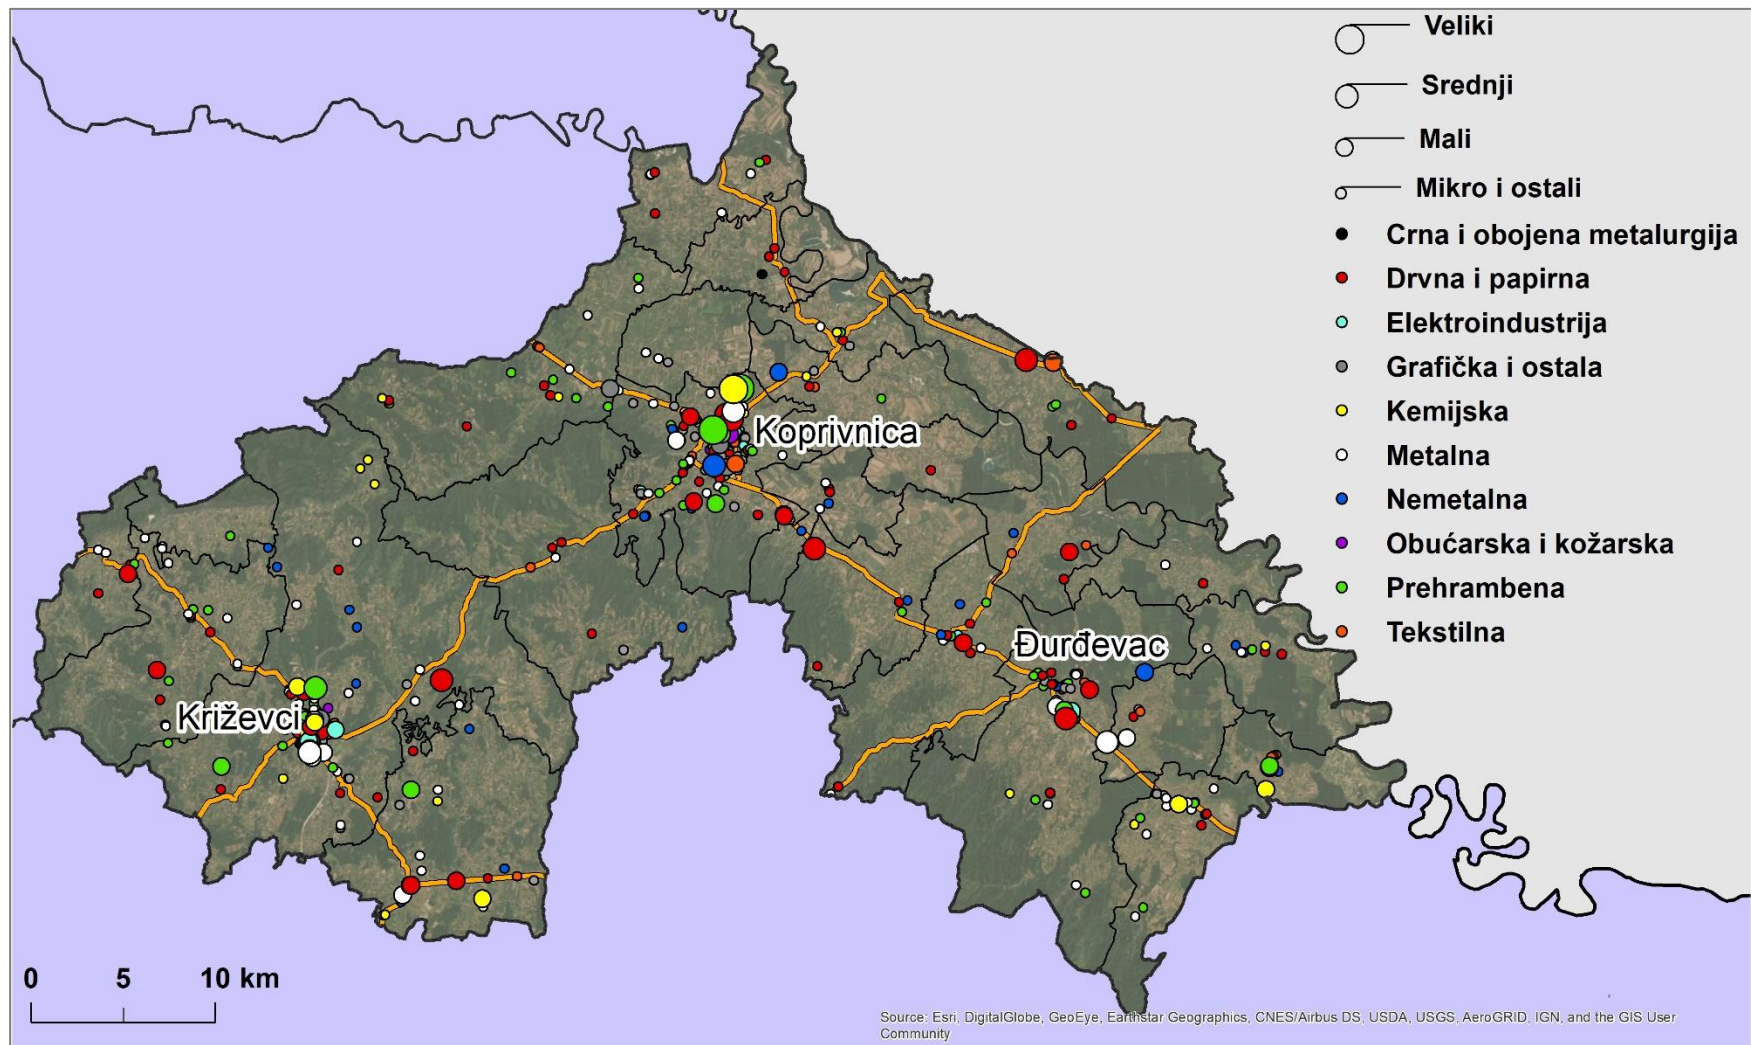 Veliki
Srednji
Mali
Mikro i ostali
Crna i obojena metalurgija
Drvna i papirna
Elektroindustrija
Grafička i ostala
Kemijska
Metalna
Nemetalna
Obućarska i kožarska
Prehrambena
Tekstilna
Koprivnica
Đurđevac
Križevci
0 5 10 km
Source: Esri, DigitalGlobe, GeoEye, Earthstar Geographics, CNES/Airbus DS, USDA, USGS, AeroGRID, IGN, and the GIS User
Community